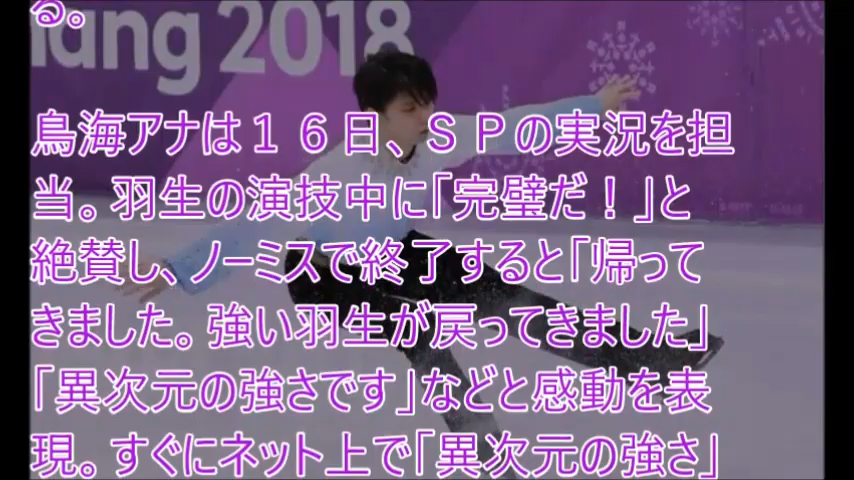 る。
ang 2018
鳥海アナは１６日、ＳＰの実況を担
当。羽生の演技中に「完璧だ！」と
絶賛し、ノーミスで終了すると「帰って
きました。強い羽生が戻ってきました」
「異次元の強さです」などと感動を表
現。すぐにネット上で「異次元の強さ」